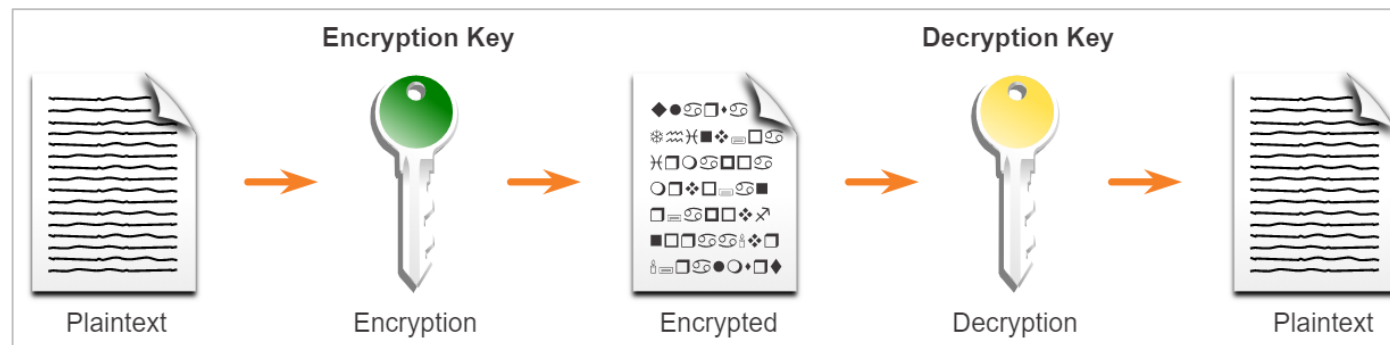 Encryption Key
Decryption Key
Plaintext
Encryption
Encrypted
Decryption
Plaintext